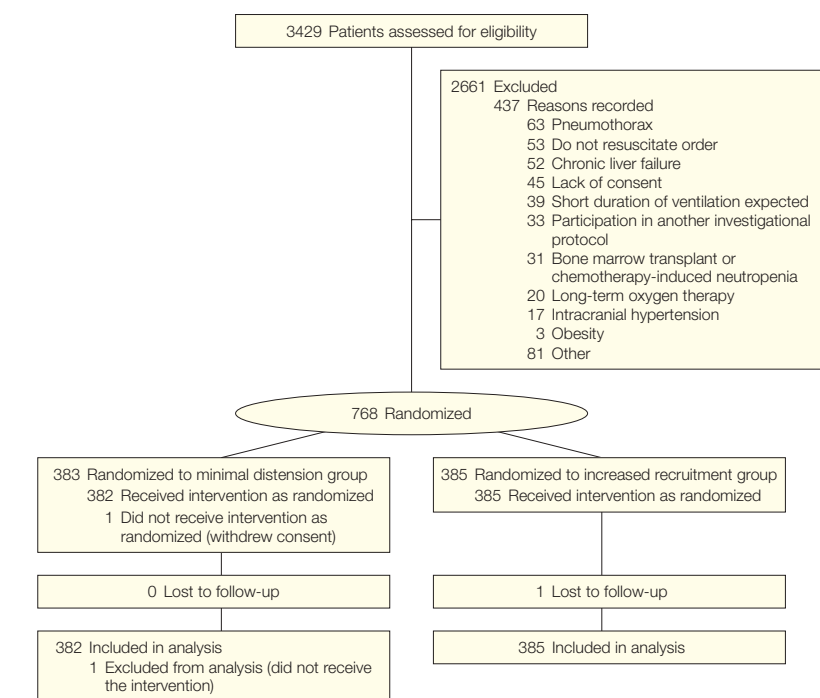 3429 Patients assessed for eligibility
2661 Excluded
437 Reasons recorded
63 Pneumothorax
53 Do not resuscitate order
52 Chronic liver failure
45 Lack of consent
39 Short duration of ventilation expected
33 Participation in another investigational
protocol
31 Bone marrow transplant or
chemotherapy-induced neutropenia
20 Long-term oxygen therapy
17 Intracranial hypertension
3 Obesity
81 Other
768 Randomized
383 Randomized to minimal distension group
382 Received intervention as randomized
1 Did not receive intervention as
randomized (withdrew consent)
385 Randomized to increased recruitment group
385 Received intervention as randomized
0 Lost to follow-up
1 Lost to follow-up
382 Included in analysis
1 Excluded from analysis (did not receive
the intervention)
385 Included in analysis